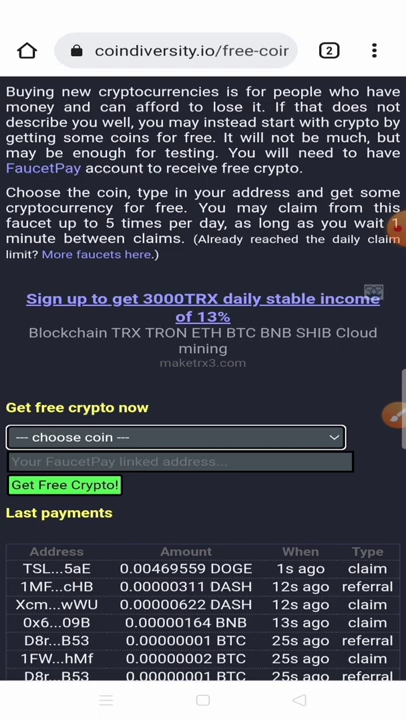 coindiversity.io/free-coir
2
Buying new cryptocurrencies is for people who have
money and can afford to lose it. If that does not
describe you well, you may instead start with crypto by
getting some coins for free. It will not be much, but
may be enough for testing. You will need to have
FaucetPay account to receive free crypto.
Choose the coin, type in your address and get some
cryptocurrency for free. You may claim from this
faucet up to 5 times per day, as long as you wait 1
minute between claims. (Already reached the daily claim
limit? More faucets here.)
Sign up to get 3000TRX daily stable income
of 13%
Blockchain TRX TRON ETH BTC BNB SHIB Cloud
mining
maketrx3.com
Get free crypto now
--- choose coin ---
Your FaucetPay linked address...
Get Free Crypto!
Last payments
Address Amount When Type
TSL...5aE 0.00469559 DOGE 1s ago claim
1MF...cHB 0.00000311 DASH 12s ago referral
Xcm...wWU 0.00000622 DASH 12s ago claim
0x6...09B 0.00000164 BNB 13s ago claim
D8r...B53 0.00000001 BTC 25s ago referral
1FW...hMf 0.00000002 BTC 25s ago claim
D8r...B53 0.00000001 BTC 25s ago referral